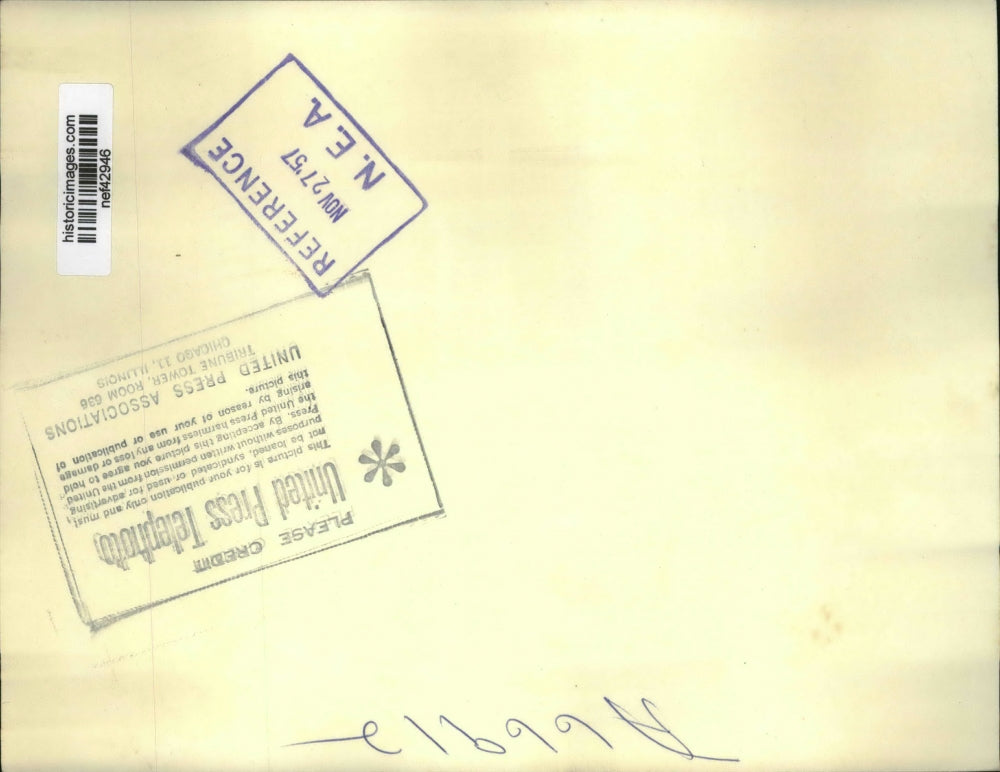 historicimages.com
nef42946
REFERENCE
NOV 27 '57
N. E. A.
PLEASE CREDIT
United Press Telephoto
This picture is for your publication only and must
not be loaned, syndicated or used for advertising
purposes without written permission from the United
Press. By accepting this picture you agree to hold
the United Press harmless from any loss or damage
arising by reason of your use or publication of
this picture.
UNITED PRESS ASSOCIATIONS
TRIBUNE TOWER, ROOM 636
CHICAGO 11, ILLINOIS